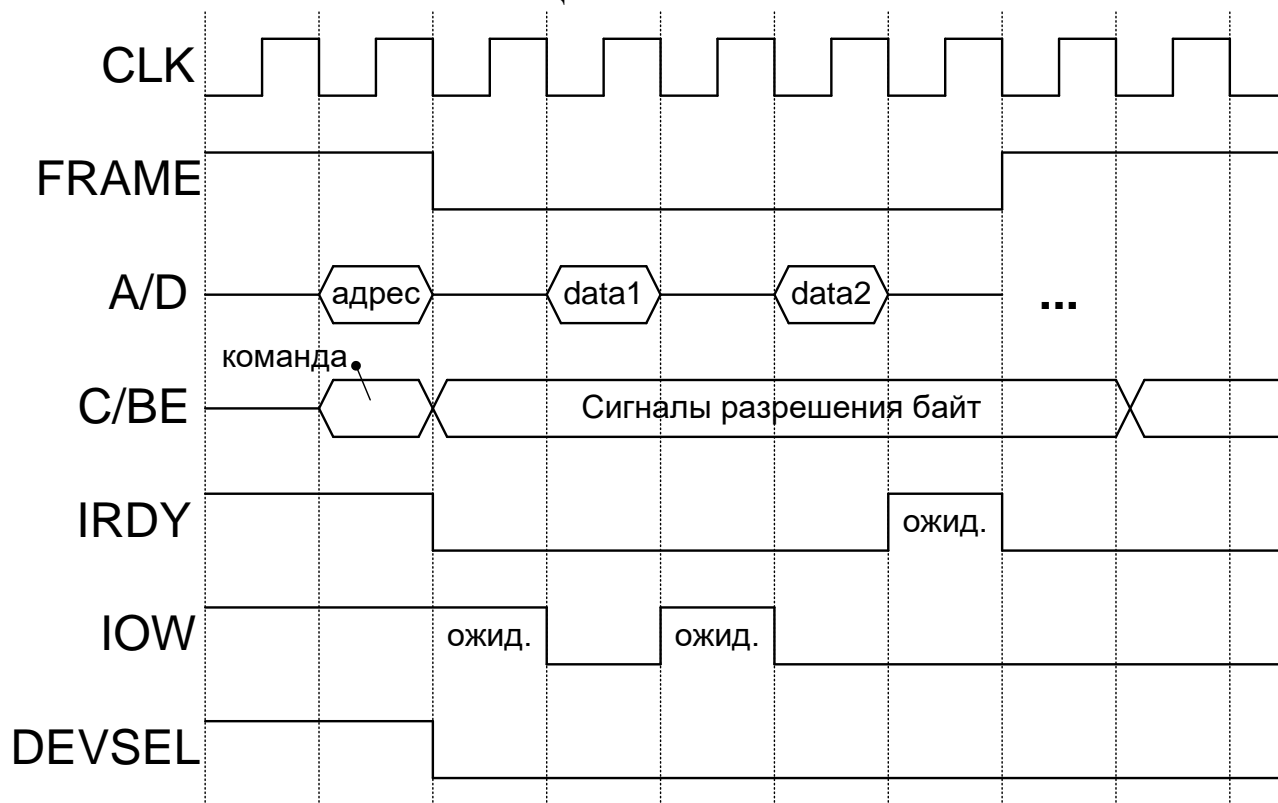 CLK
FRAME
A/D
адрес
data1
data2
...
команда
C/BE
Сигналы разрешения байт
IRDY
ожид.
IOW
ожид.
ожид.
DEVSEL